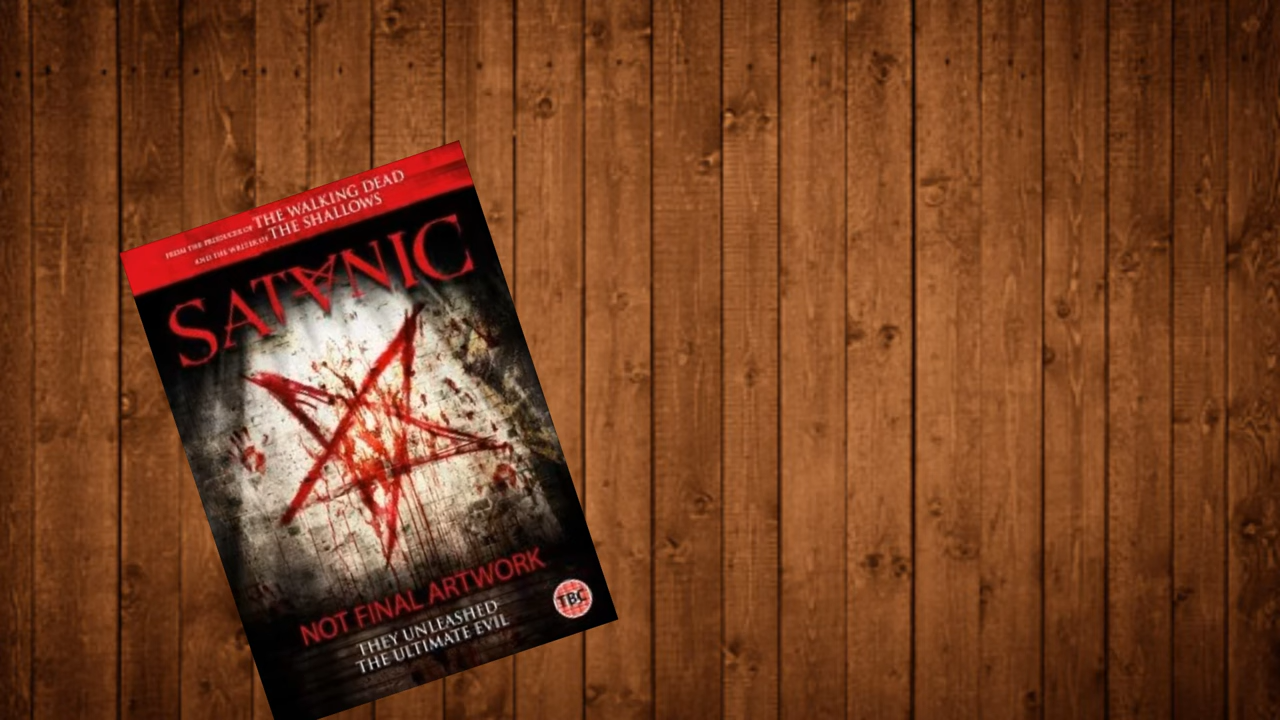 FROM THE PRODUCER OF THE WALKING DEAD
AND THE WRITER OF THE SHALLOWS
SATANIC
NOT FINAL ARTWORK
TBC
THEY UNLEASHED
THE ULTIMATE EVIL